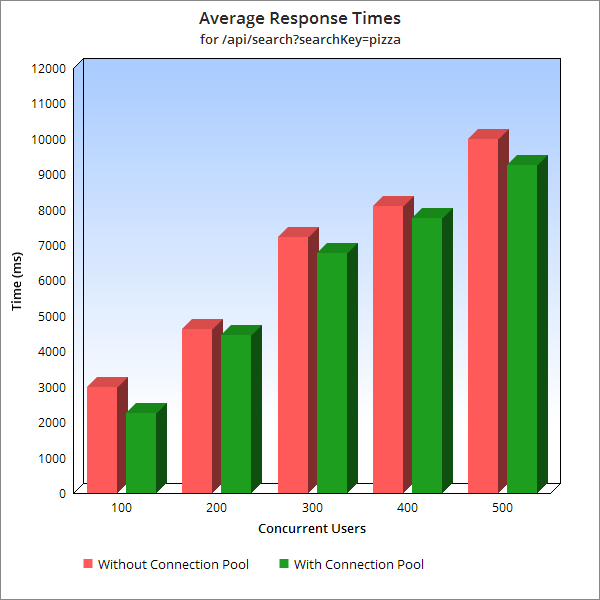 Average Response Times
for /api/search?searchKey=pizza
12000
11000
10000
9000
8000
7000
6000
5000
4000
3000
2000
1000
0
Time (ms)
100 200 300 400 500
Concurrent Users
Without Connection Pool With Connection Pool